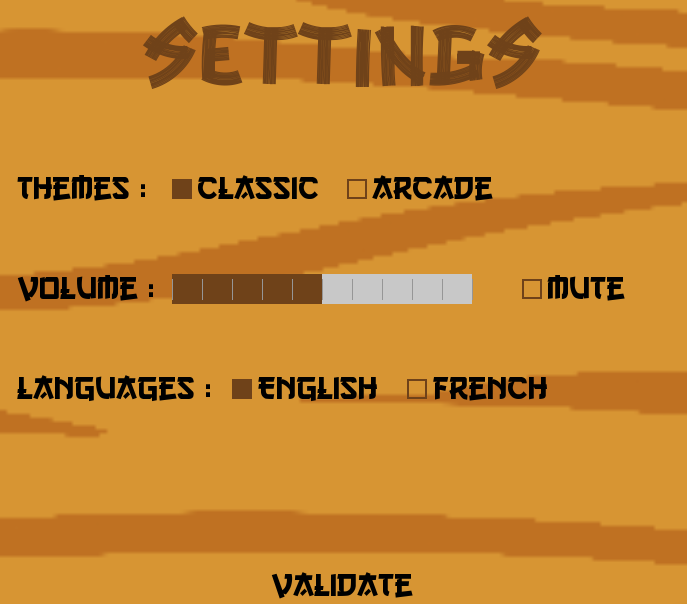 SETTINGS
THEMES : CLASSIC ARCADE
VOLUME : MUTE
LANGUAGES : ENGLISH FRENCH
VALIDATE